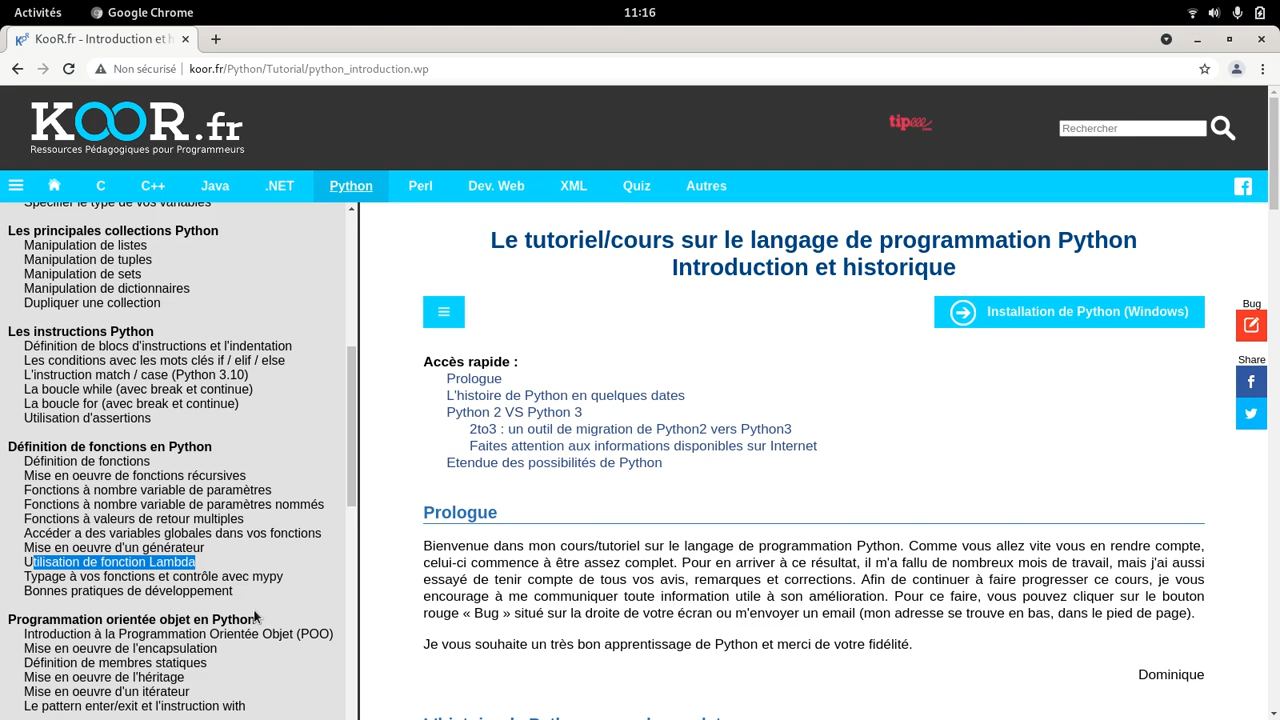 Activités
Google Chrome
11:16
KooR.fr - Introduction et h
Non sécurisé
koor.fr/Python/Tutorial/python_introduction.wp
KOOR.fr
Ressources Pédagogiques pour Programmeurs
tipeee
Rechercher
C
C++
Java
.NET
Python
Perl
Dev. Web
XML
Quiz
Autres
Spécifier le type de vos variables
Les principales collections Python
Manipulation de listes
Manipulation de tuples
Manipulation de sets
Manipulation de dictionnaires
Dupliquer une collection
Les instructions Python
Définition de blocs d'instructions et l'indentation
Les conditions avec les mots clés if / elif / else
L'instruction match / case (Python 3.10)
La boucle while (avec break et continue)
La boucle for (avec break et continue)
Utilisation d'assertions
Définition de fonctions en Python
Définition de fonctions
Mise en oeuvre de fonctions récursives
Fonctions à nombre variable de paramètres
Fonctions à nombre variable de paramètres nommés
Fonctions à valeurs de retour multiples
Accéder a des variables globales dans vos fonctions
Mise en oeuvre d'un générateur
Utilisation de fonction Lambda
Typage à vos fonctions et contrôle avec mypy
Bonnes pratiques de développement
Programmation orientée objet en Python
Introduction à la Programmation Orientée Objet (POO)
Mise en oeuvre de l'encapsulation
Définition de membres statiques
Mise en oeuvre de l'héritage
Mise en oeuvre d'un itérateur
Le pattern enter/exit et l'instruction with
Le tutoriel/cours sur le langage de programmation Python
Introduction et historique
Installation de Python (Windows)
Accès rapide :
Prologue
L'histoire de Python en quelques dates
Python 2 VS Python 3
2to3 : un outil de migration de Python2 vers Python3
Faites attention aux informations disponibles sur Internet
Etendue des possibilités de Python
Prologue
Bienvenue dans mon cours/tutoriel sur le langage de programmation Python. Comme vous allez vite vous en rendre compte,
celui-ci commence à être assez complet. Pour en arriver à ce résultat, il m'a fallu de nombreux mois de travail, mais j'ai aussi
essayé de tenir compte de tous vos avis, remarques et corrections. Afin de continuer à faire progresser ce cours, je vous
encourage à me communiquer toute information utile à son amélioration. Pour ce faire, vous pouvez cliquer sur le bouton
rouge « Bug » situé sur la droite de votre écran ou m'envoyer un email (mon adresse se trouve en bas, dans le pied de page).
Je vous souhaite un très bon apprentissage de Python et merci de votre fidélité.
Dominique
L'histoire de Python en quelques dates
Bug
Share